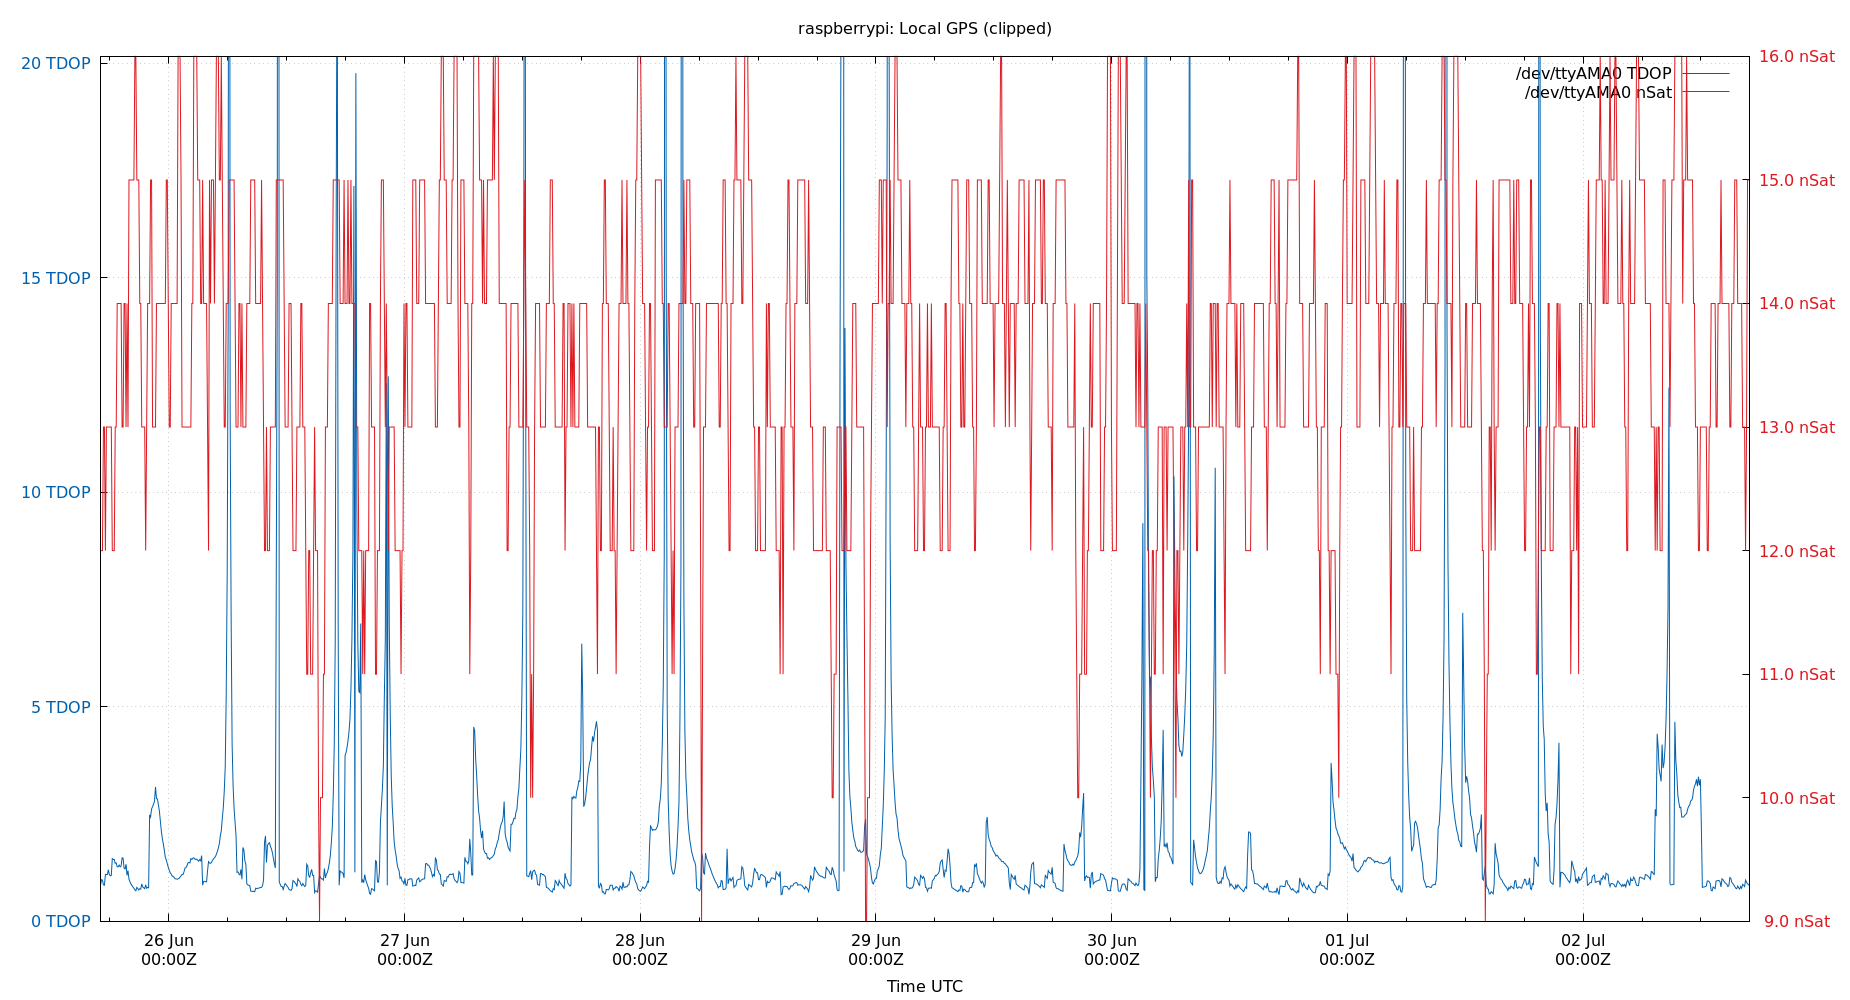 raspberrypi: Local GPS (clipped)
20 TDOP
15 TDOP
10 TDOP
5 TDOP
0 TDOP
16.0 nSat
15.0 nSat
14.0 nSat
13.0 nSat
12.0 nSat
11.0 nSat
10.0 nSat
9.0 nSat
/dev/ttyAMA0 TDOP
/dev/ttyAMA0 nSat
26 Jun
00:00Z
27 Jun
00:00Z
28 Jun
00:00Z
29 Jun
00:00Z
30 Jun
00:00Z
01 Jul
00:00Z
02 Jul
00:00Z
Time UTC